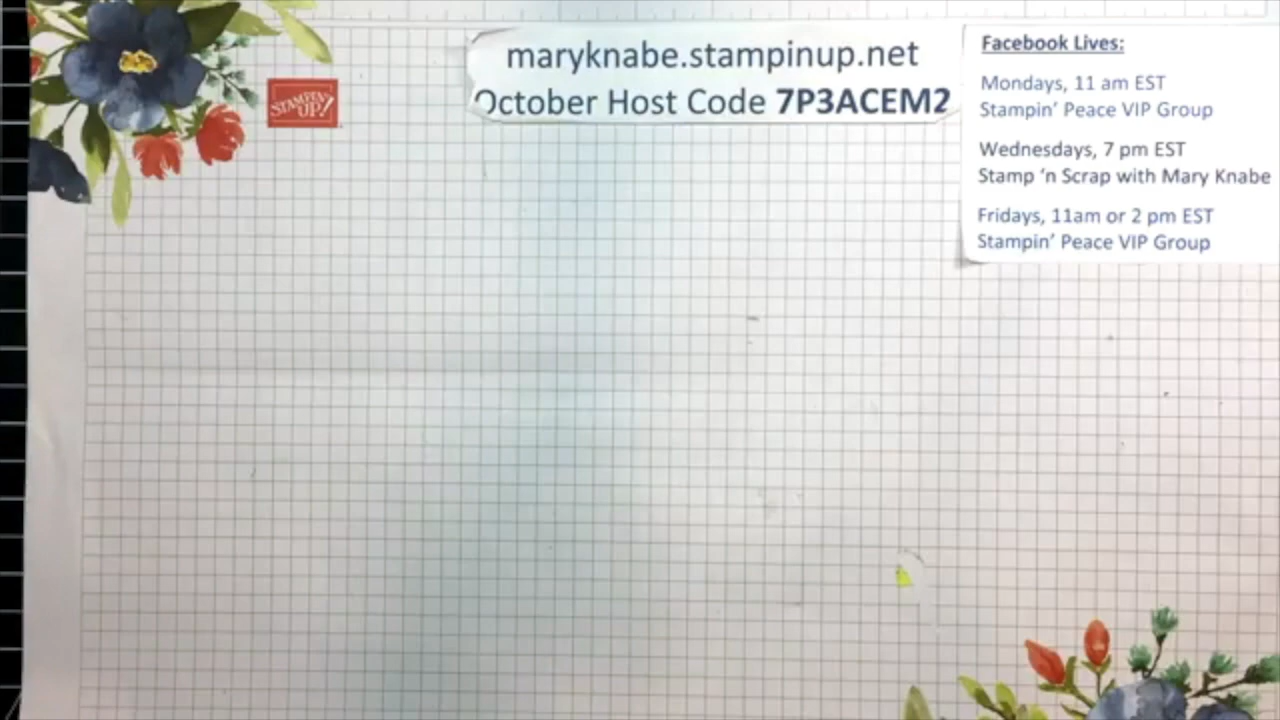 maryknabe.stampinup.net
October Host Code 7P3ACEM2
STAMPIN' UP!
Facebook Lives:
Mondays, 11 am EST
Stampin' Peace VIP Group
Wednesdays, 7 pm EST
Stamp 'n Scrap with Mary Knabe
Fridays, 11am or 2 pm EST
Stampin' Peace VIP Group